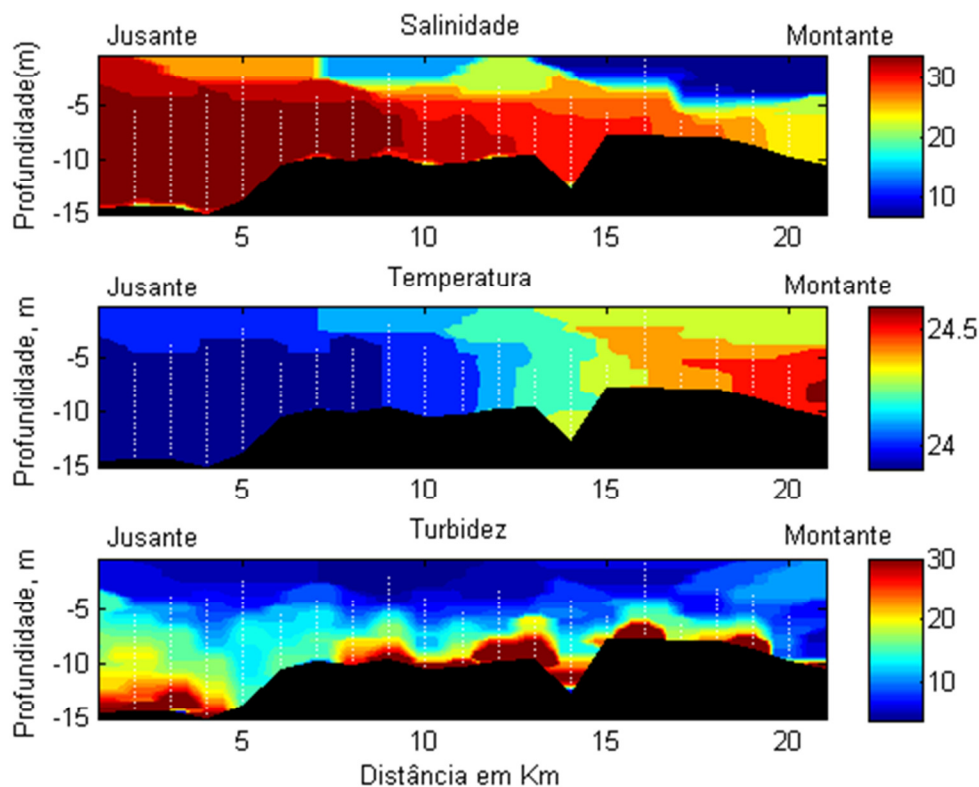 Jusante Salinidade Montante
Profundidade(m)
-5
-10
-15
5 10 15 20
30
20
10
Jusante Temperatura Montante
Profundidade, m
-5
-10
-15
5 10 15 20
24.5
24
Jusante Turbidez Montante
Profundidade, m
-5
-10
-15
5 10 15 20
30
20
10
Distância em Km